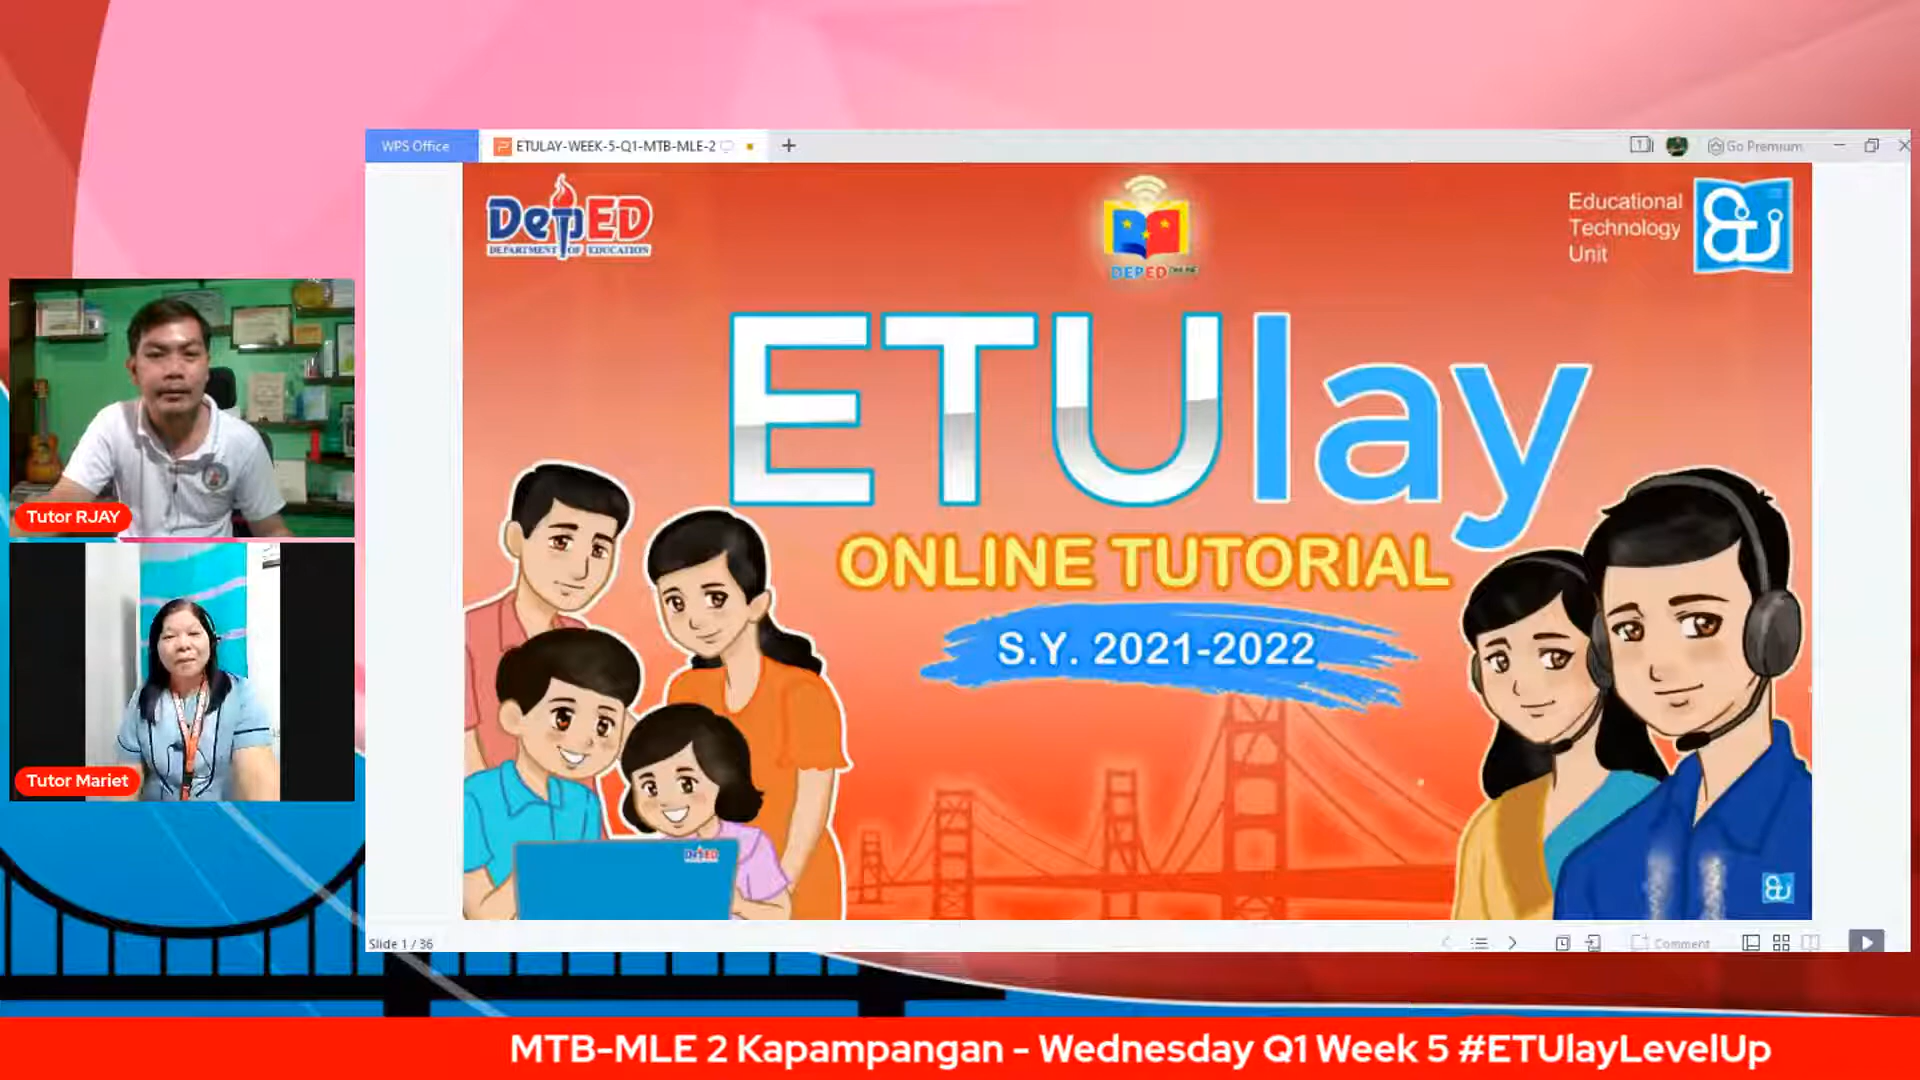 WPS Office
ETULAY-WEEK-5-Q1-MTB-MLE-2
Go Premium
DepED
DEPARTMENT OF EDUCATION
DEPED ONLINE
Educational
Technology
Unit
ETUlay
ONLINE TUTORIAL
S.Y. 2021-2022
DepED
Tutor RJAY
Tutor Mariet
Slide 1 / 36
Comment
MTB-MLE 2 Kapampangan - Wednesday Q1 Week 5 #ETUlayLevelUp